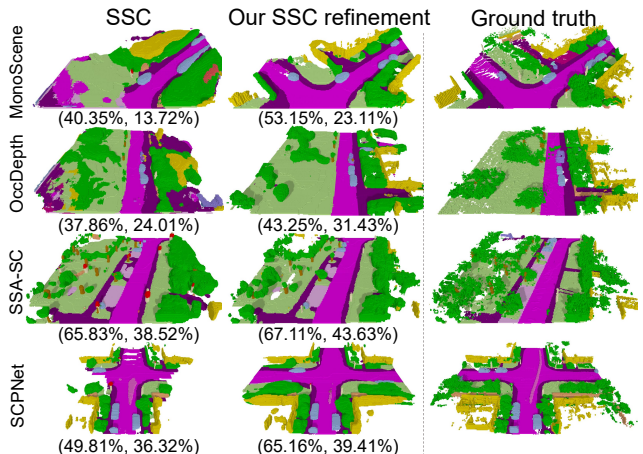 SSC Our SSC refinement Ground truth
MonoScene
(40.35%, 13.72%) (53.15%, 23.11%)
OccDepth
(37.86%, 24.01%) (43.25%, 31.43%)
SSA-SC
(65.83%, 38.52%) (67.11%, 43.63%)
SCPNet
(49.81%, 36.32%) (65.16%, 39.41%)